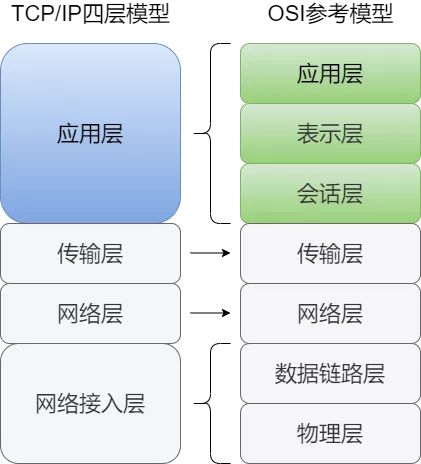 TCP/IP四层模型
OSI参考模型
应用层
应用层
表示层
会话层
传输层
传输层
网络层
网络层
网络接入层
数据链路层
物理层